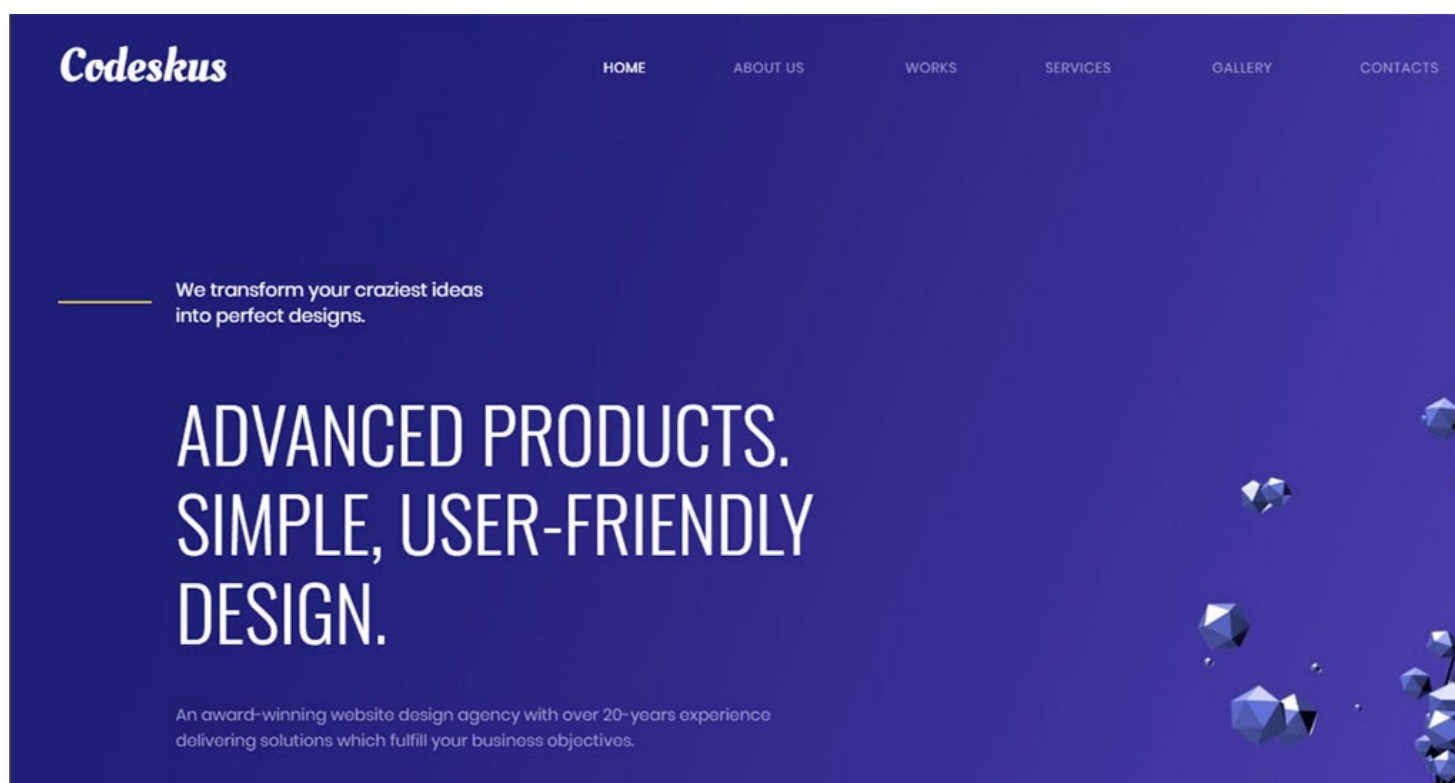 Codeskus
HOME ABOUT US WORKS SERVICES GALLERY CONTACTS
We transform your craziest ideas
into perfect designs.
ADVANCED PRODUCTS.
SIMPLE, USER-FRIENDLY
DESIGN.
An award-winning website design agency with over 20-years experience
delivering solutions which fulfill your business objectives.